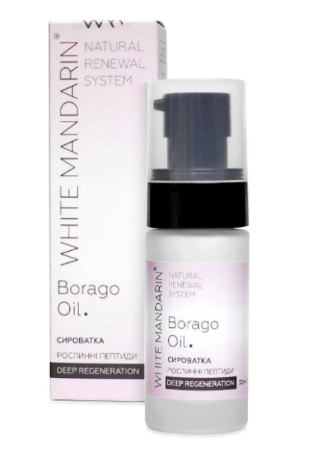 WHITE MANDARIN®
NATURAL
RENEWAL
SYSTEM
Borago
Oil.
СИРОВАТКА
РОСЛИННІ ПЕПТИДИ
DEEP REGENERATION
WHITE MANDARIN®
NATURAL
RENEWAL
SYSTEM
Borago
Oil.
СИРОВАТКА
РОСЛИННІ ПЕПТИДИ
DEEP REGENERATION